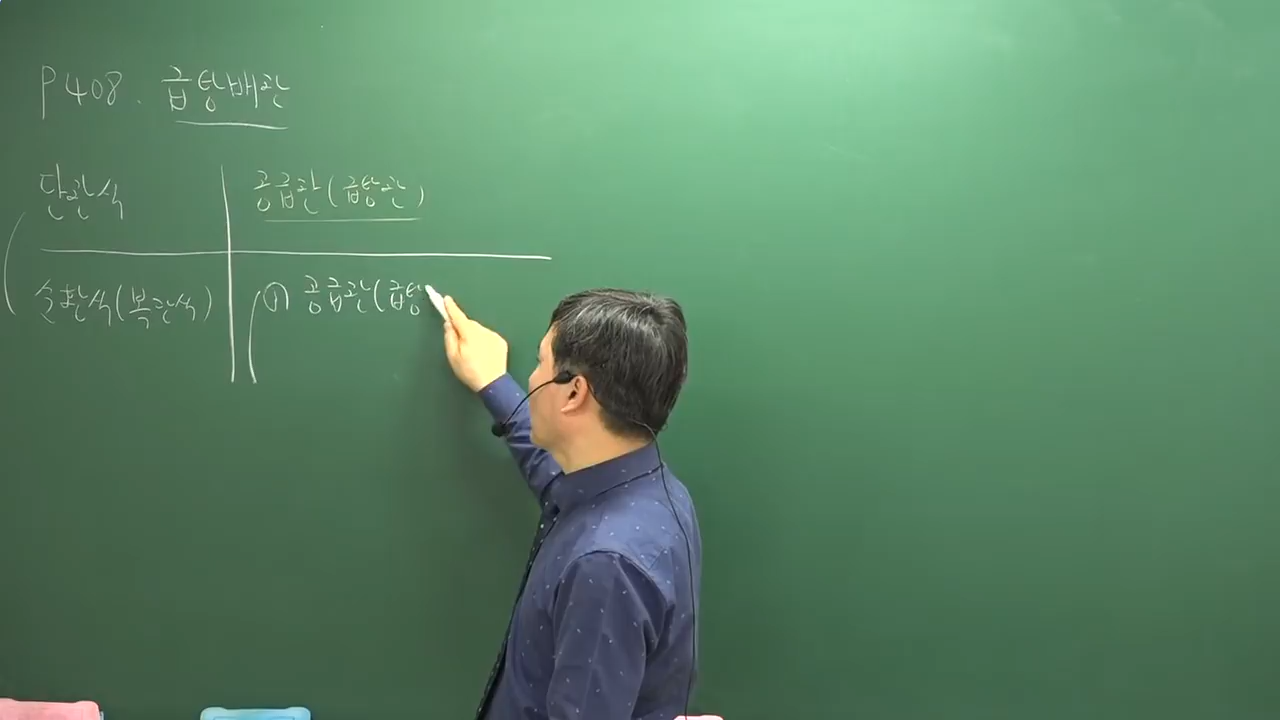 P408. 급탕배관
단관식 공급관(급탕관)
순환식(복관식) ① 공급관(급탕